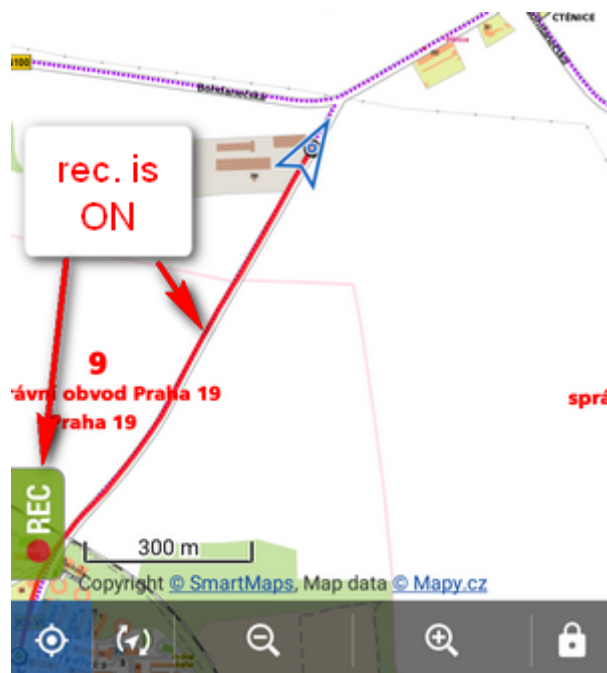 CTĚNICE
Bohdanečská
rec. is
ON
9
rávní obvod Praha 19
Praha 19
sprá
REC
300 m
Copyright © SmartMaps, Map data © Mapy.cz